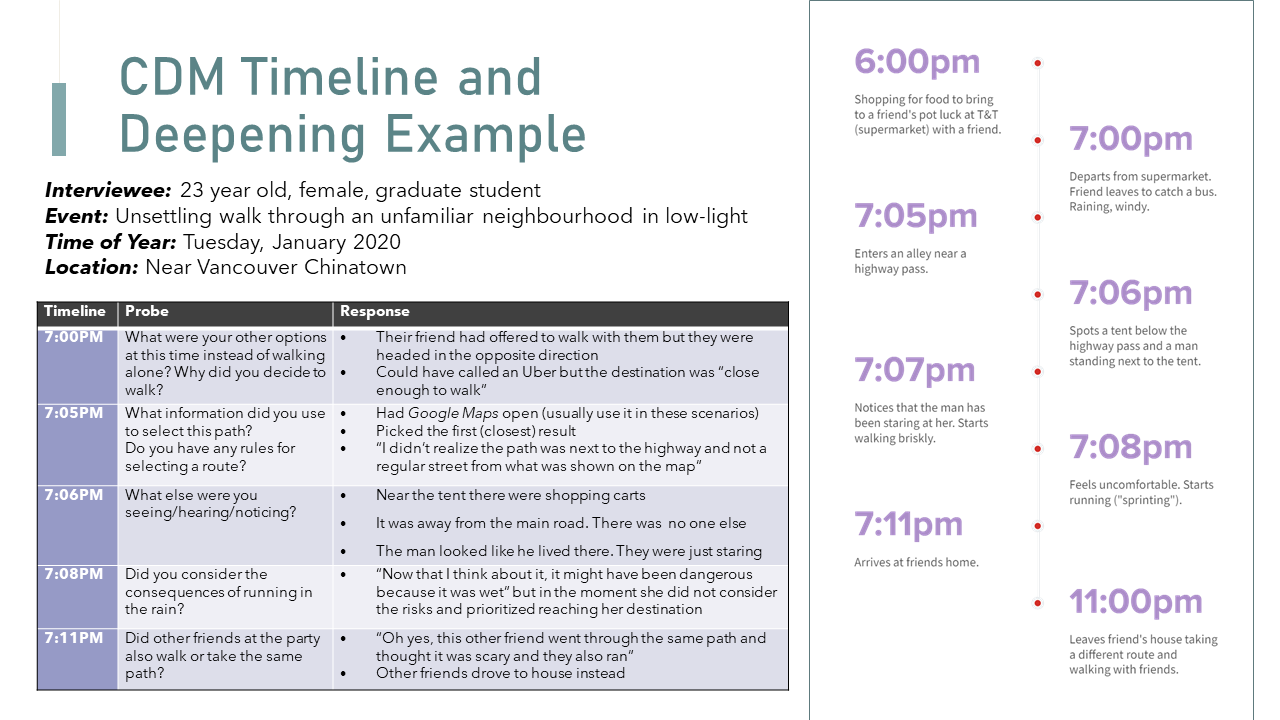 CDM Timeline and
Deepening Example
Interviewee: 23 year old, female, graduate student
Event: Unsettling walk through an unfamiliar neighbourhood in low-light
Time of Year: Tuesday, January 2020
Location: Near Vancouver Chinatown
Timeline Probe Response
7:00PM
What were your other options
at this time instead of walking
alone? Why did you decide to
walk?
• Their friend had offered to walk with them but they were
headed in the opposite direction
• Could have called an Uber but the destination was “close
enough to walk”
7:05PM
What information did you use
to select this path?
Do you have any rules for
selecting a route?
• Had Google Maps open (usually use it in these scenarios)
• Picked the first (closest) result
• “I didn’t realize the path was next to the highway and not a
regular street from what was shown on the map”
7:06PM
What else were you
seeing/hearing/noticing?
• Near the tent there were shopping carts
• It was away from the main road. There was no one else
• The man looked like he lived there. They were just staring
7:08PM
Did you consider the
consequences of running in
the rain?
• “Now that I think about it, it might have been dangerous
because it was wet” but in the moment she did not consider
the risks and prioritized reaching her destination
7:11PM
Did other friends at the party
also walk or take the same
path?
• “Oh yes, this other friend went through the same path and
thought it was scary and they also ran”
• Other friends drove to house instead
6:00pm
Shopping for food to bring
to a friend's pot luck at T&T
(supermarket) with a friend.
7:00pm
Departs from supermarket.
Friend leaves to catch a bus.
Raining, windy.
7:05pm
Enters an alley near a
highway pass.
7:06pm
Spots a tent below the
highway pass and a man
standing next to the tent.
7:07pm
Notices that the man has
been staring at her. Starts
walking briskly.
7:08pm
Feels uncomfortable. Starts
running ("sprinting").
7:11pm
Arrives at friends home.
11:00pm
Leaves friend's house taking
a different route and
walking with friends.